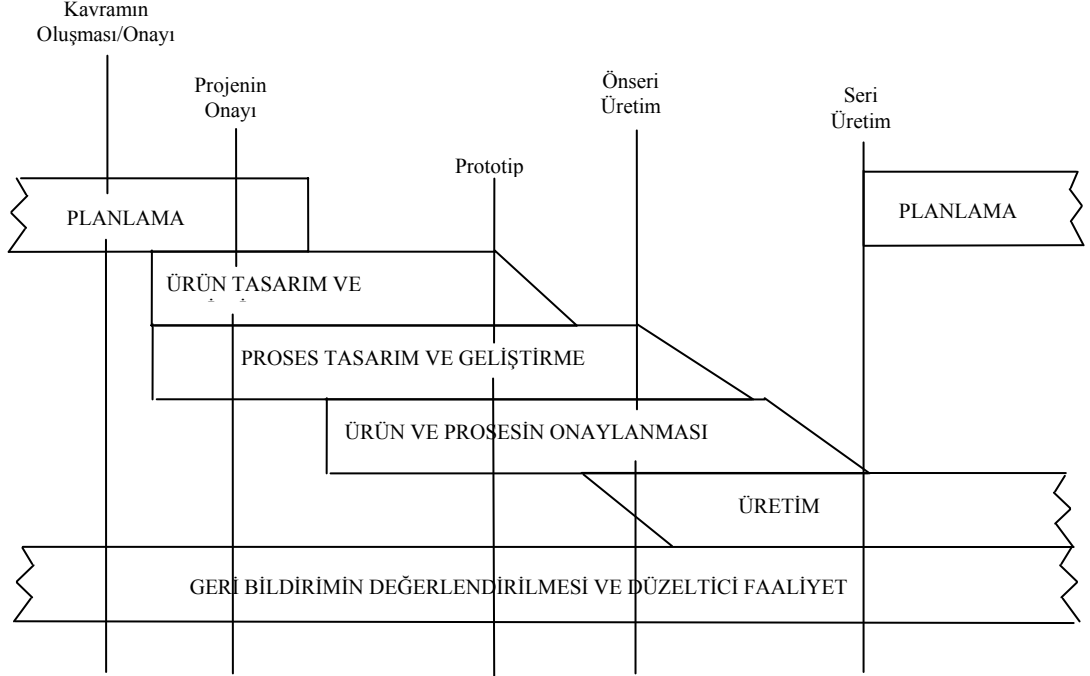 Kavramın
Oluşması/Onayı
Projenin
Onayı
Prototip
Önseri
Üretim
Seri
Üretim
PLANLAMA
PLANLAMA
ÜRÜN TASARIM VE
PROSES TASARIM VE GELİŞTİRME
ÜRÜN VE PROSESİN ONAYLANMASI
ÜRETİM
GERİ BİLDİRİMİN DEĞERLENDİRİLMESİ VE DÜZELTİCİ FAALİYET